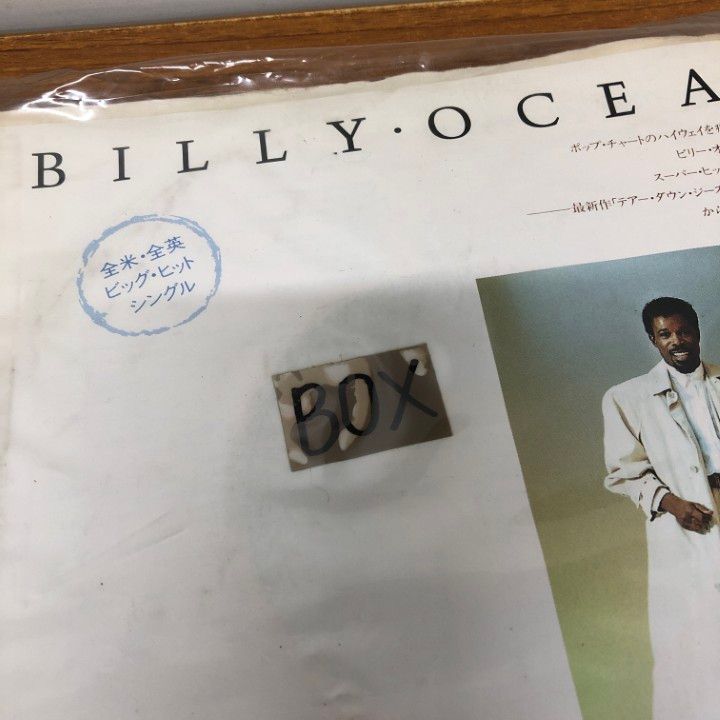 BILLY・OCEA
ポップ・チャートのハイウェイを
ビリー・オ
スーパー・ヒッ
──最新作「テアー・ダウン・ジーズ
から
全米・全英
ビッグ・ヒット
シングル
BOX